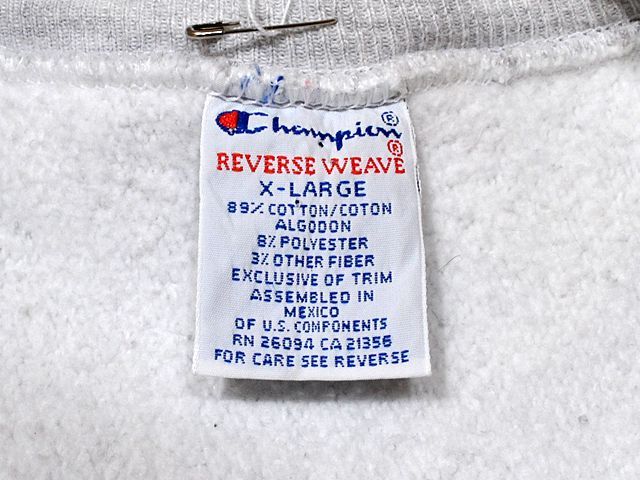 Champion®
REVERSE WEAVE®
X-LARGE
89% COTTON/COTON
ALGODON
8% POLYESTER
3% OTHER FIBER
EXCLUSIVE OF TRIM
ASSEMBLED IN
MEXICO
OF U.S. COMPONENTS
RN 26094 CA 21356
FOR CARE SEE REVERSE